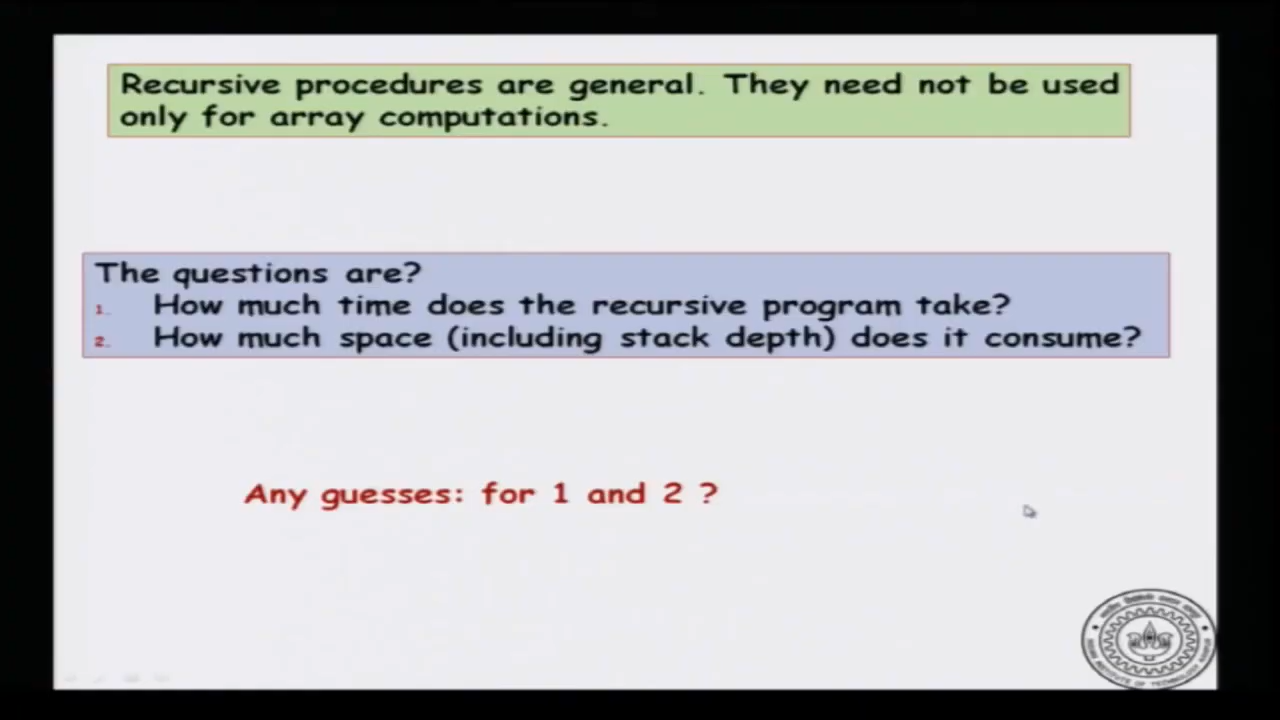 Recursive procedures are general. They need not be used
only for array computations.
The questions are?
1. How much time does the recursive program take?
2. How much space (including stack depth) does it consume?
Any guesses: for 1 and 2 ?